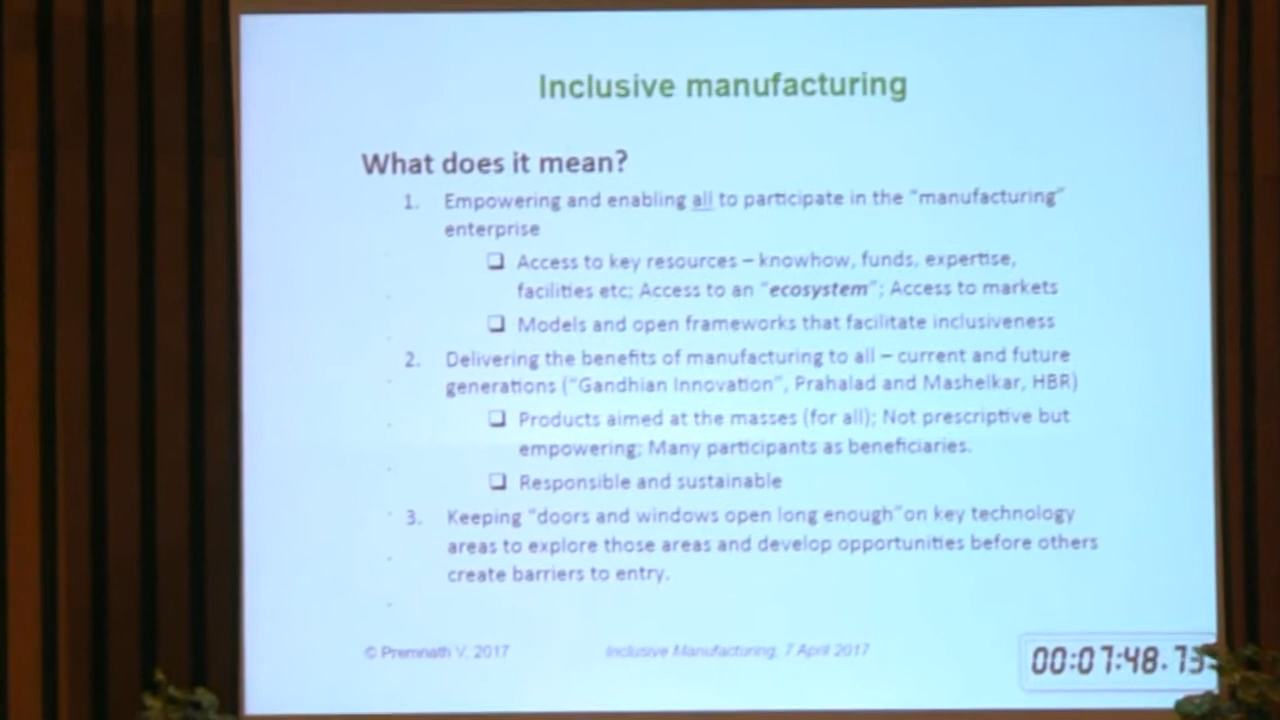 Inclusive manufacturing
What does it mean?
1. Empowering and enabling all to participate in the "manufacturing"
enterprise
❑ Access to key resources – knowhow, funds, expertise,
facilities etc; Access to an "ecosystem"; Access to markets
❑ Models and open frameworks that facilitate inclusiveness
2. Delivering the benefits of manufacturing to all – current and future
generations ("Gandhian Innovation", Prahalad and Mashelkar, HBR)
❑ Products aimed at the masses (for all); Not prescriptive but
empowering; Many participants as beneficiaries.
❑ Responsible and sustainable
3. Keeping "doors and windows open long enough"on key technology
areas to explore those areas and develop opportunities before others
create barriers to entry.
© Premnath V, 2017
Inclusive Manufacturing, 7 April 2017
00:07:48.73